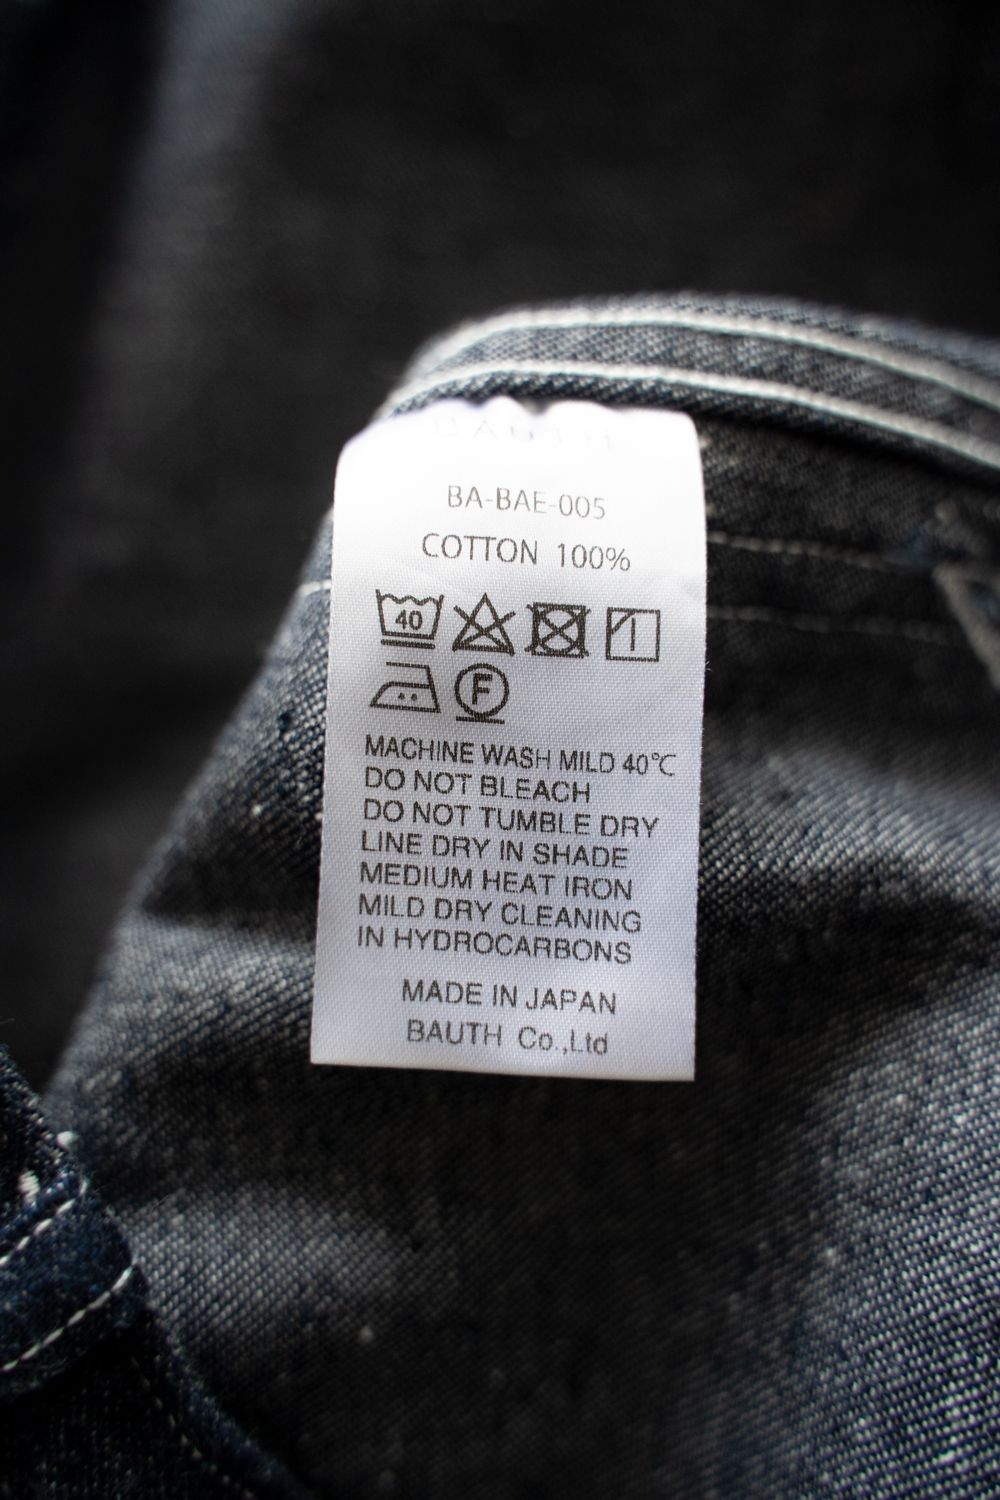 BAUTH
BA-BAE-005
COTTON 100%
40
F
MACHINE WASH MILD 40℃
DO NOT BLEACH
DO NOT TUMBLE DRY
LINE DRY IN SHADE
MEDIUM HEAT IRON
MILD DRY CLEANING
IN HYDROCARBONS
MADE IN JAPAN
BAUTH Co.,Ltd